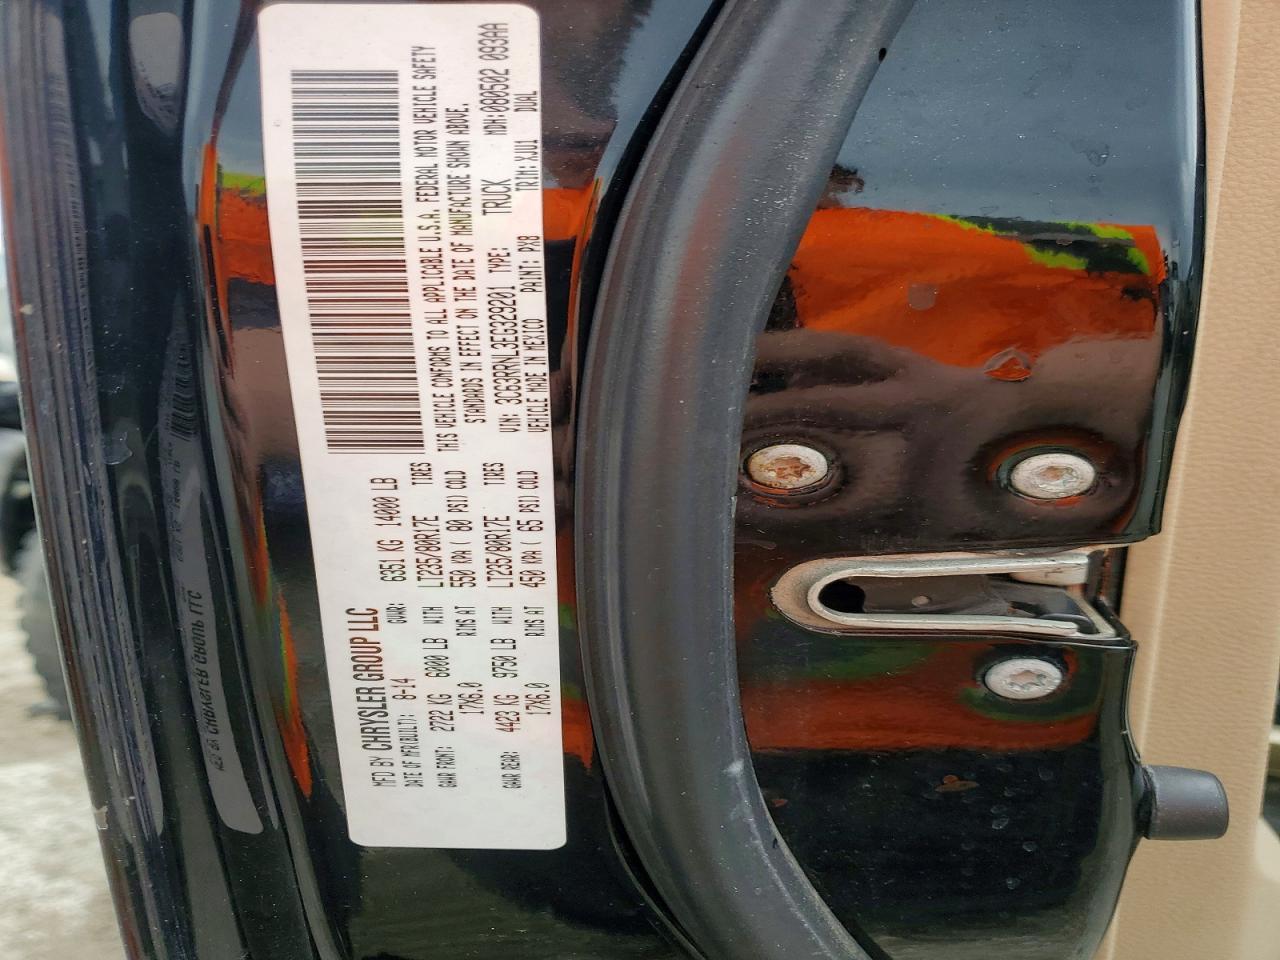 MFD BY CHRYSLER GROUP LLC
DATE OF MFR(BUILT): 8-14 GVWR: 6351 KG 14000 LB
GAWR FRONT: 2722 KG 6000 LB WITH LT235/80R17E TIRES
17X6.0 RIMS AT 550 KPA ( 80 PSI) COLD
GAWR REAR: 4423 KG 9750 LB WITH LT235/80R17E TIRES
17X6.0 RIMS AT 450 KPA ( 65 PSI) COLD
THIS VEHICLE CONFORMS TO ALL APPLICABLE U.S.A. FEDERAL MOTOR VEHICLE SAFETY
STANDARDS IN EFFECT ON THE DATE OF MANUFACTURE SHOWN ABOVE.
VIN: 3C63RRNL3EG329201 TYPE: TRUCK MDH:080502 093AA
VEHICLE MADE IN MEXICO PAINT: PX8 TRIM:XJU1 DUAL